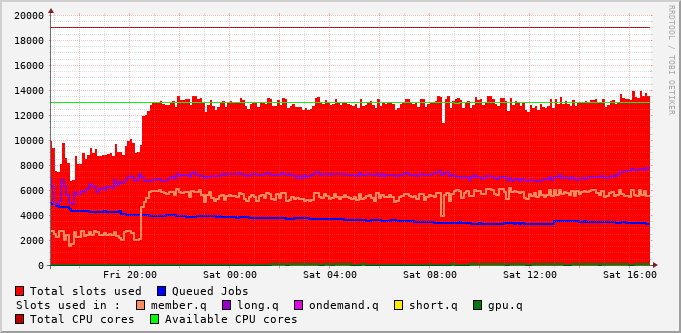 20000
18000
16000
14000
12000
10000
8000
6000
4000
2000
0
Fri 20:00 Sat 00:00 Sat 04:00 Sat 08:00 Sat 12:00 Sat 16:00
RRDTOOL / TOBI OETIKER
Total slots used Queued Jobs
Slots used in : member.q long.q ondemand.q short.q gpu.q
Total CPU cores Available CPU cores